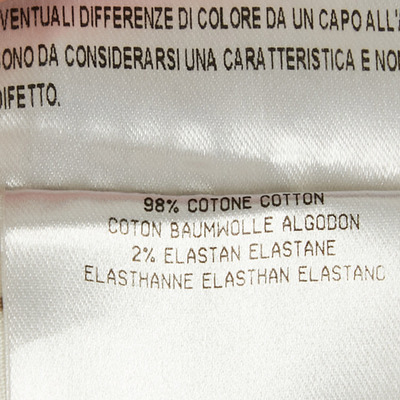 VENTUALI DIFFERENZE DI COLORE DA UN CAPO ALL'
ONO DA CONSIDERARSI UNA CARATTERISTICA E NO
DIFETTO.
98% COTONE COTTON
COTON BAUMWOLLE ALGODON
2% ELASTAN ELASTANE
ELASTHANNE ELASTHAN ELASTANO